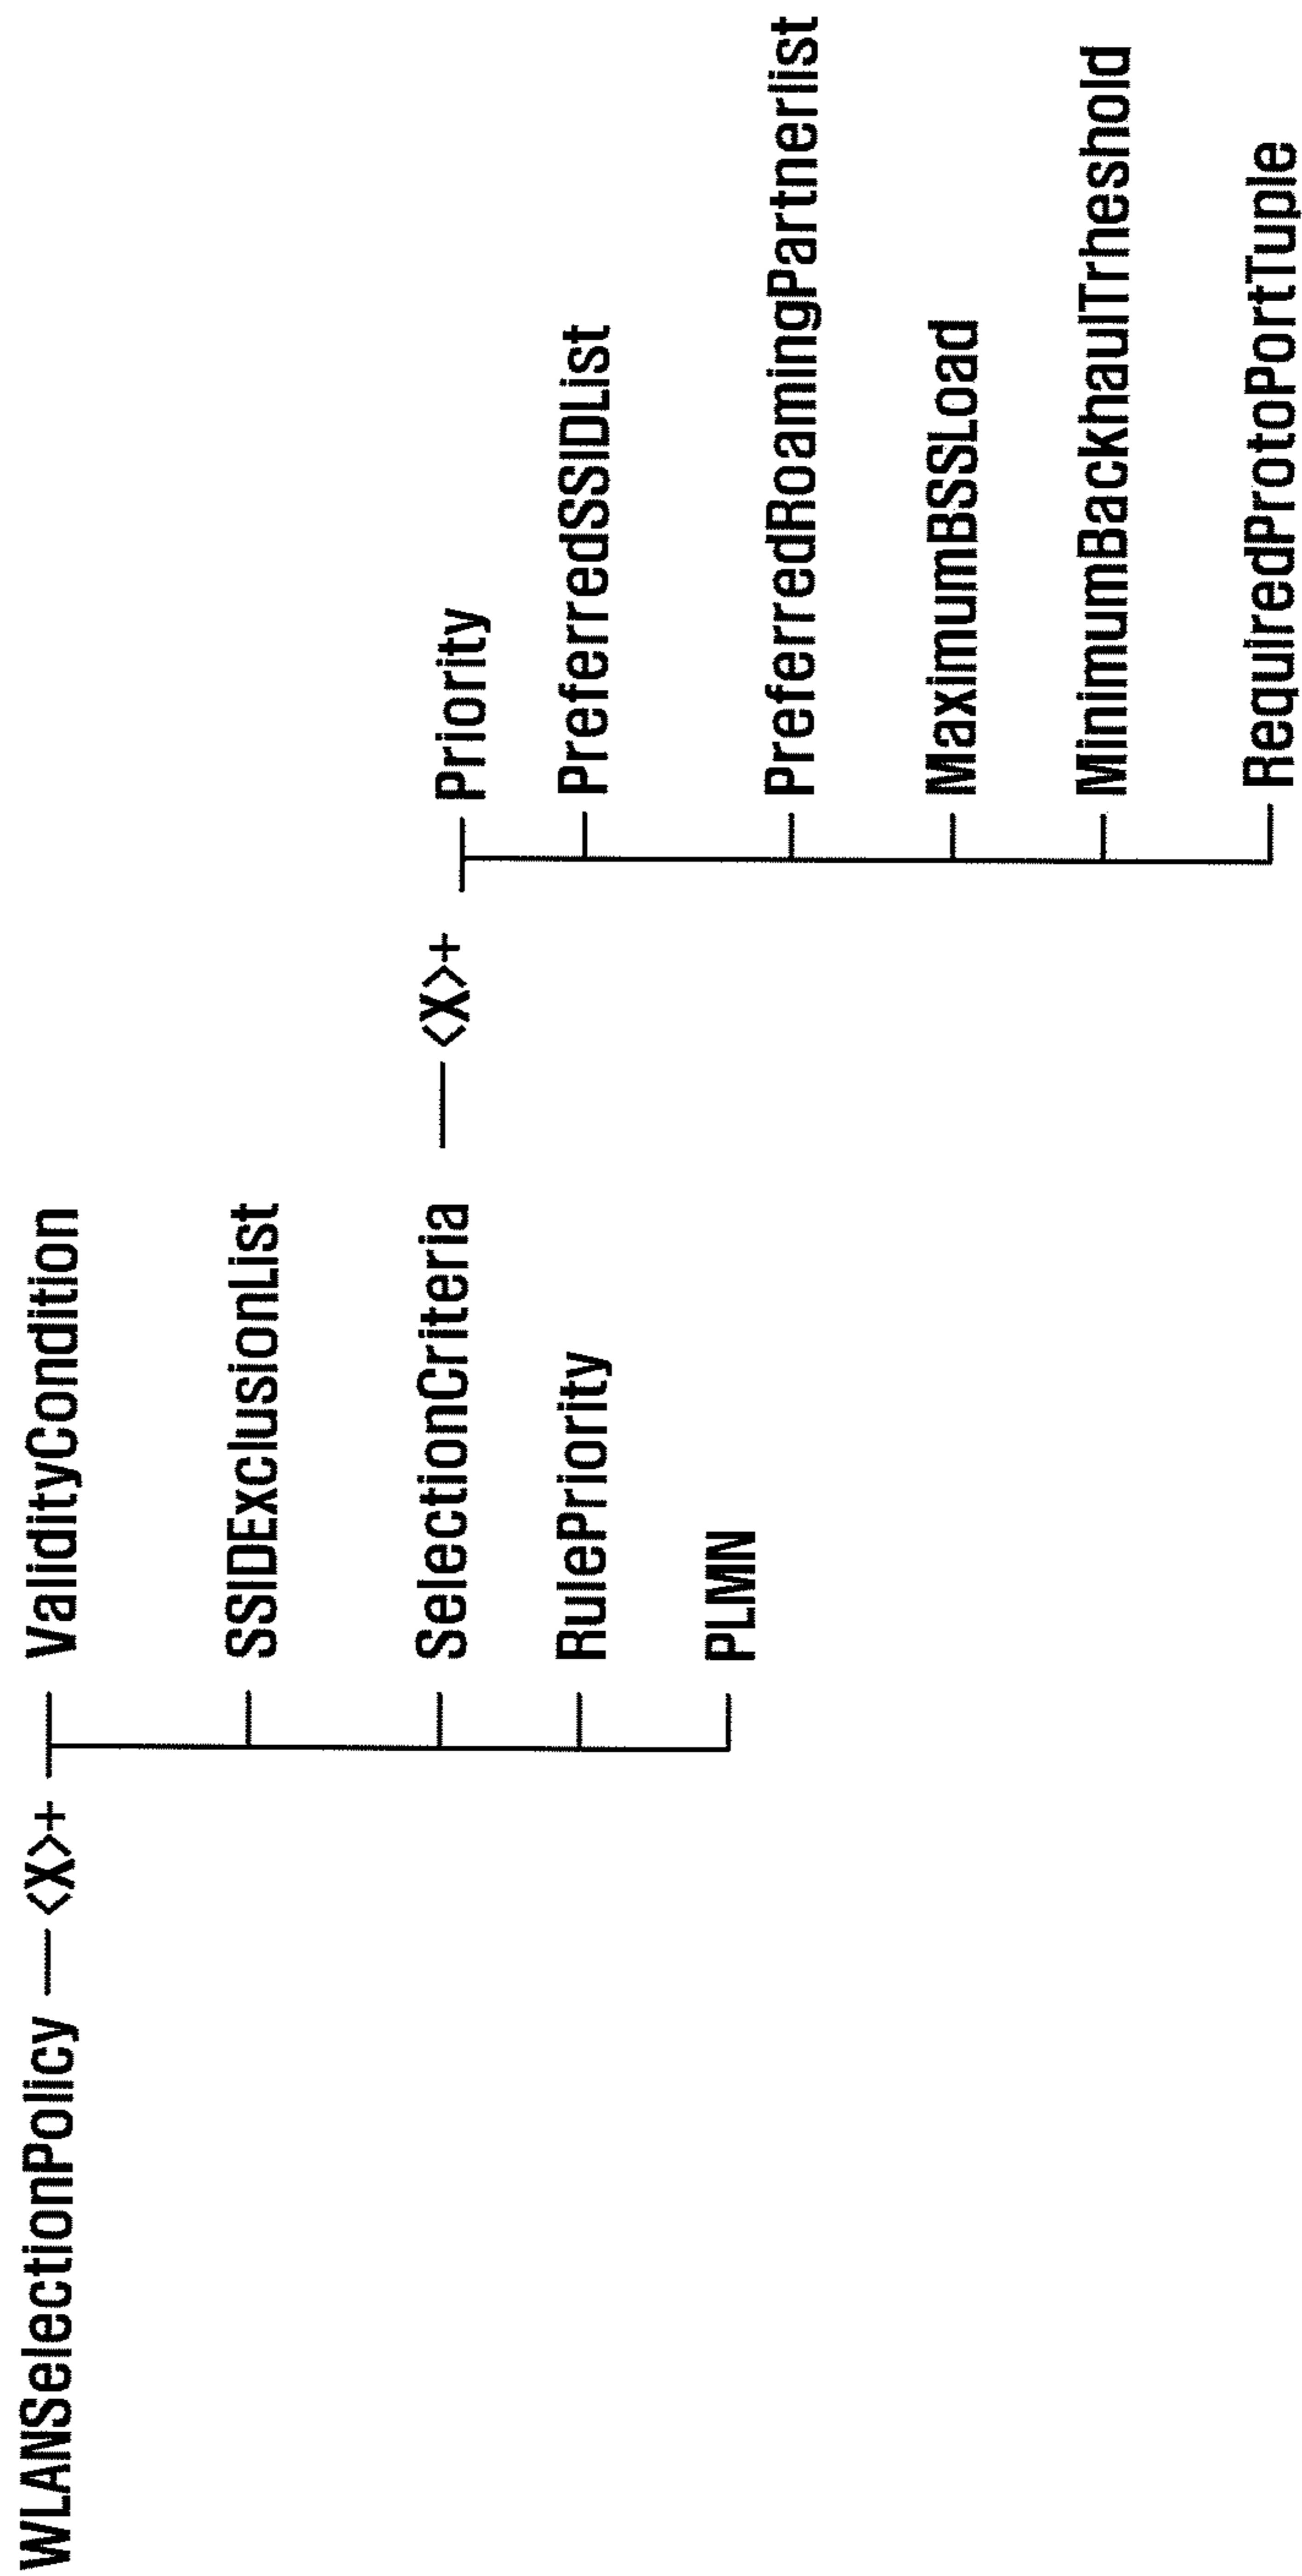 WLANSelectionPolicy <X>+ ValidityCondition
SSIDExclusionList
SelectionCriteria <X>+ Priority
RulePriority PreferredSSIDList
PLMN PreferredRoamingPartnerlist
MaximumBSSLoad
MinimumBackhaulTrheshold
RequiredProtoPortTuple